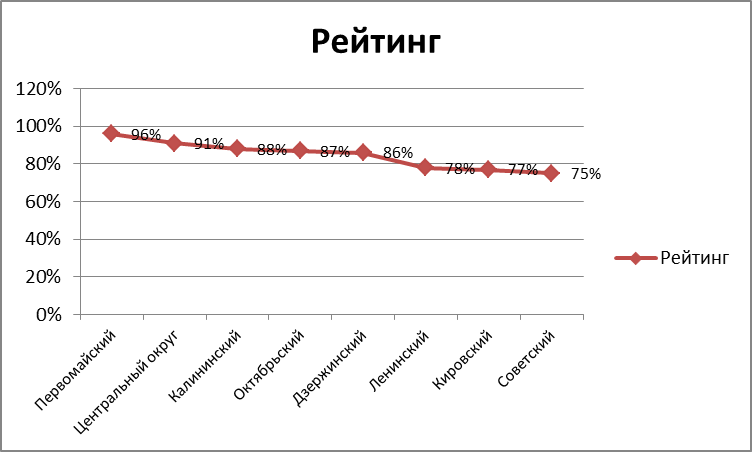 Рейтинг
120%
100%
80%
60%
40%
20%
0%
96%
91%
88%
87%
86%
78%
77%
75%
Первомайский
Центральный округ
Калининский
Октябрьский
Дзержинский
Ленинский
Кировский
Советский
Рейтинг